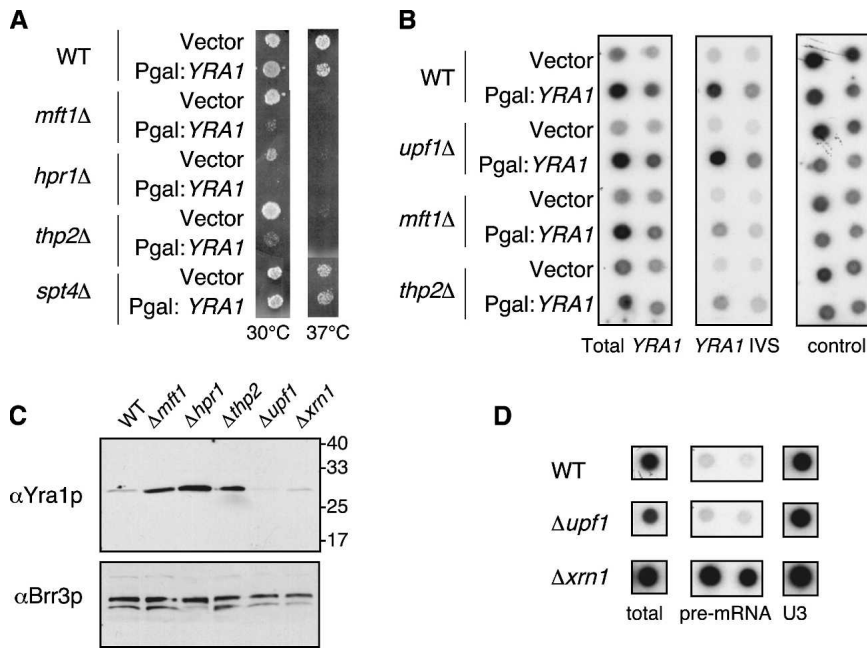 A
WT
Vector
Pgal:YRA1
mft1Δ
Vector
Pgal:YRA1
hpr1Δ
Vector
Pgal:YRA1
thp2Δ
Vector
Pgal:YRA1
spt4Δ
Vector
Pgal: YRA1
30°C 37°C
B
WT
Vector
Pgal:YRA1
upf1Δ
Vector
Pgal:YRA1
mft1Δ
Vector
Pgal:YRA1
thp2Δ
Vector
Pgal:YRA1
Total YRA1 YRA1 IVS control
C
WT Δmft1 Δhpr1 Δthp2 Δupf1 Δxrn1
αYra1p
-40
-33
-25
-17
αBrr3p
D
WT
Δupf1
Δxrn1
total pre-mRNA U3